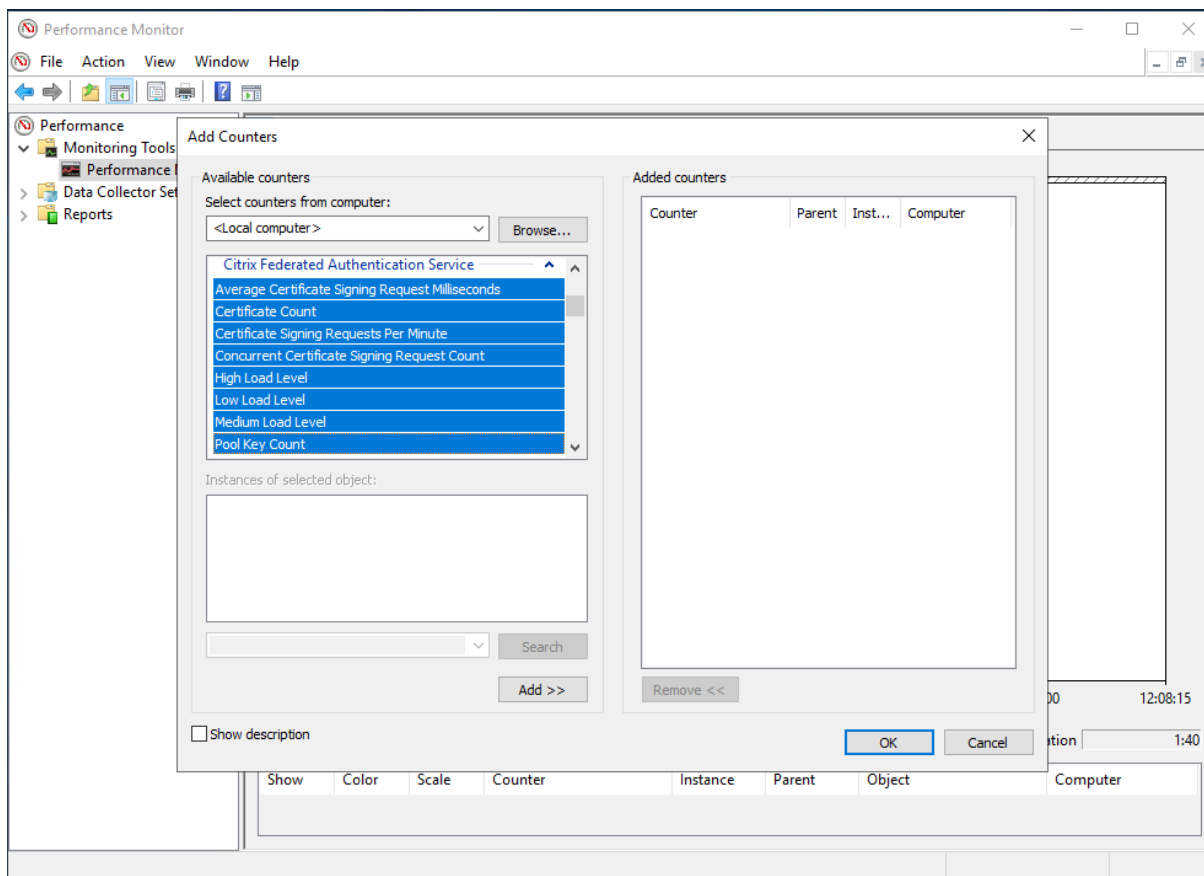 Performance Monitor
File Action View Window Help
Performance
Monitoring Tools
Performance
Data Collector Set
Reports
Add Counters
Available counters
Select counters from computer:
<Local computer>
Browse...
Citrix Federated Authentication Service
Average Certificate Signing Request Milliseconds
Certificate Count
Certificate Signing Requests Per Minute
Concurrent Certificate Signing Request Count
High Load Level
Low Load Level
Medium Load Level
Pool Key Count
Instances of selected object:
Search
Add >>
Show description
Added counters
Counter Parent Inst... Computer
Remove <<
OK Cancel
12:08:15
1:40
Show Color Scale Counter Instance Parent Object Computer